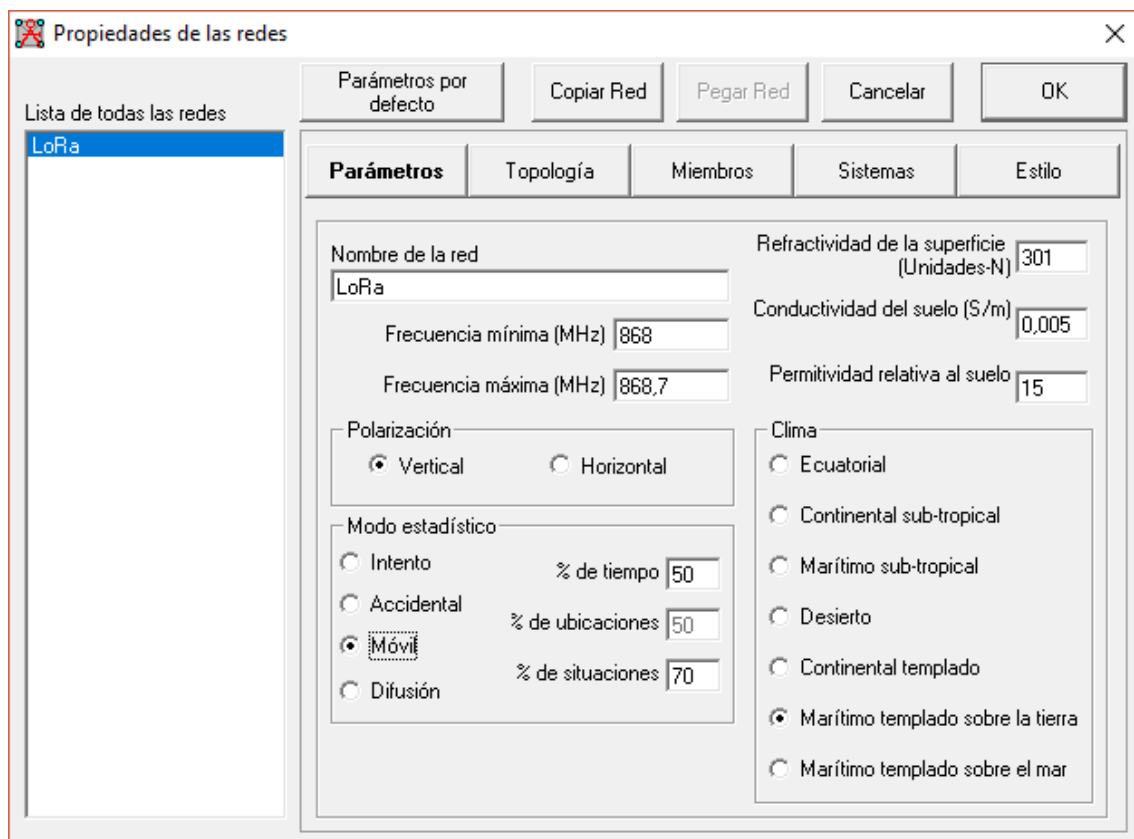 Propiedades de las redes
Parámetros por
defecto
Copiar Red
Pegar Red
Cancelar
OK
Lista de todas las redes
LoRa
Parámetros
Topología
Miembros
Sistemas
Estilo
Nombre de la red
LoRa
Frecuencia mínima (MHz) 868
Frecuencia máxima (MHz) 868,7
Polarización
Vertical
Horizontal
Modo estadístico
Intento
Accidental
Móvil
Difusión
% de tiempo 50
% de ubicaciones 50
% de situaciones 70
Refractividad de la superficie
(Unidades-N) 301
Conductividad del suelo (S/m) 0,005
Permitividad relativa al suelo 15
Clima
Ecuatorial
Continental sub-tropical
Marítimo sub-tropical
Desierto
Continental templado
Marítimo templado sobre la tierra
Marítimo templado sobre el mar